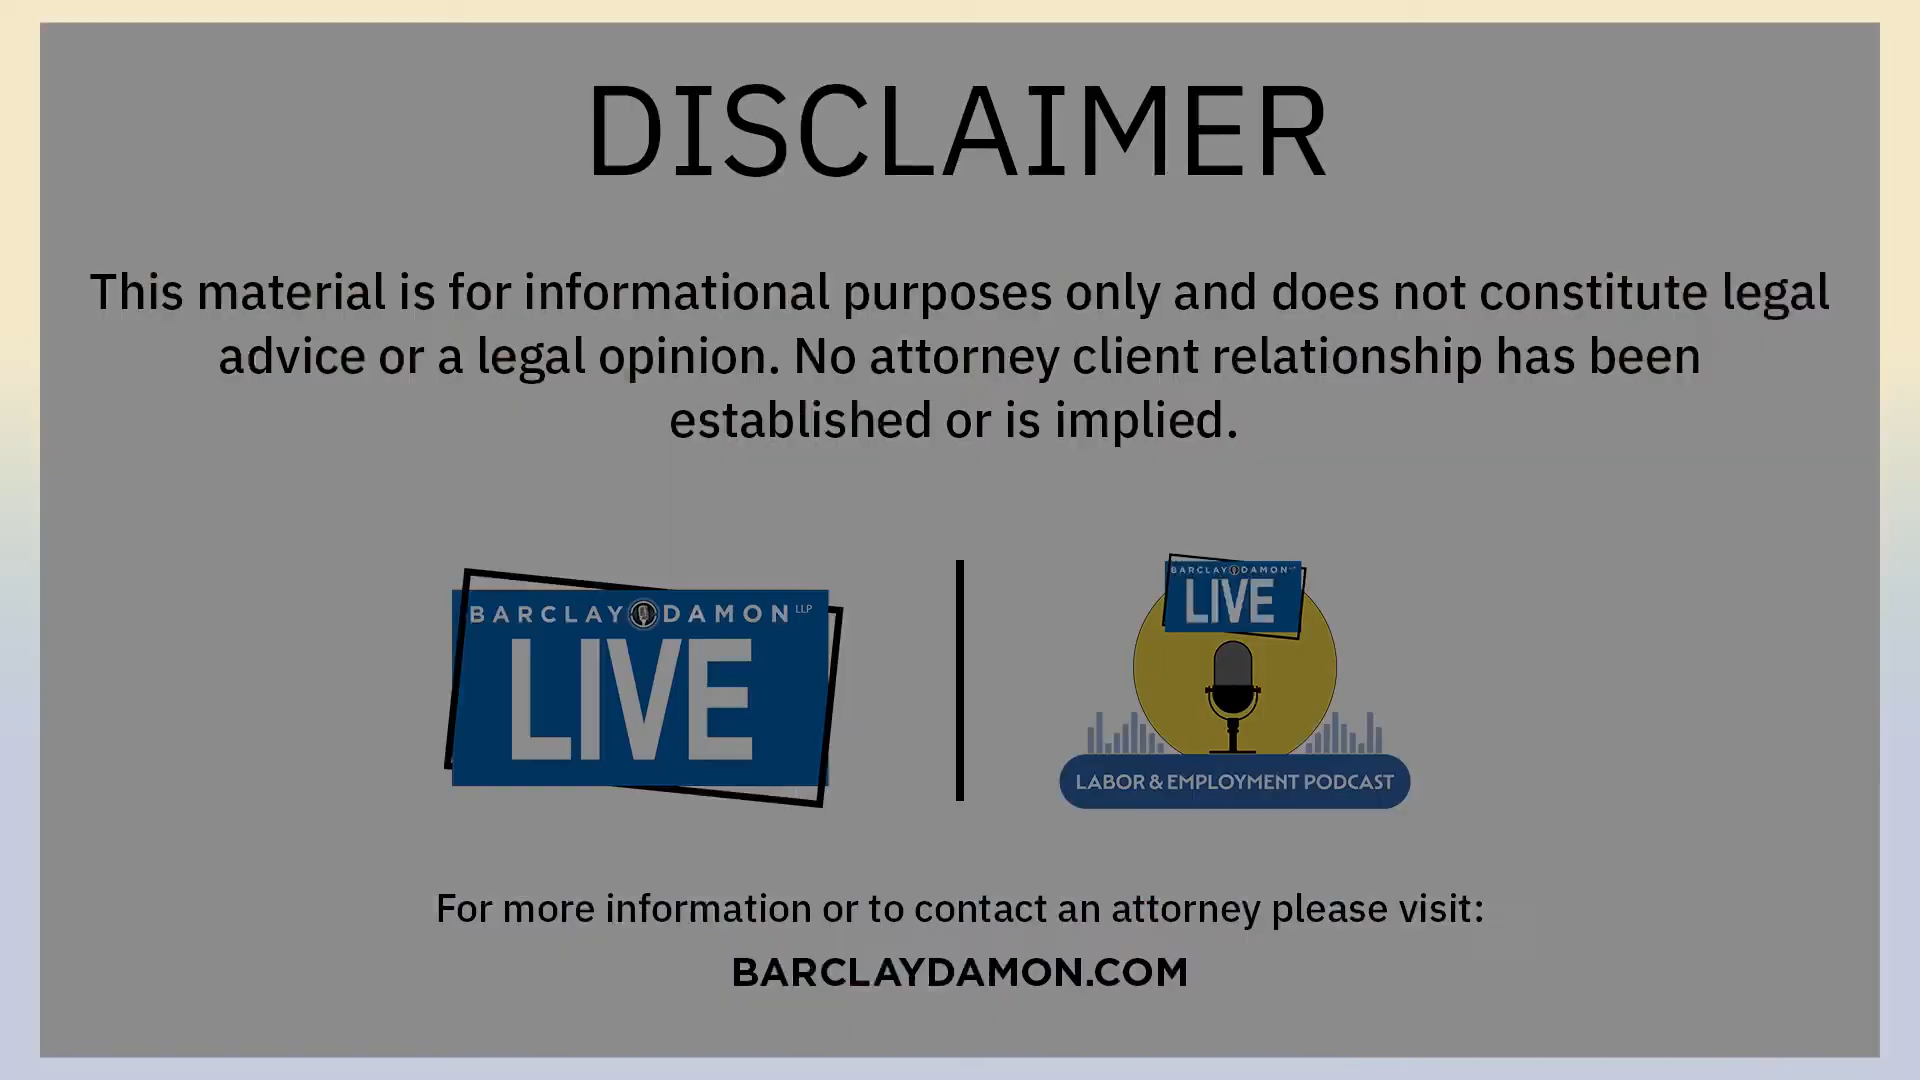 DISCLAIMER
This material is for informational purposes only and does not constitute legal
advice or a legal opinion. No attorney client relationship has been
established or is implied.
BARCLAY DAMON LLP
LIVE
BARCLAY DAMON
LIVE
LABOR & EMPLOYMENT PODCAST
For more information or to contact an attorney please visit:
BARCLAYDAMON.COM